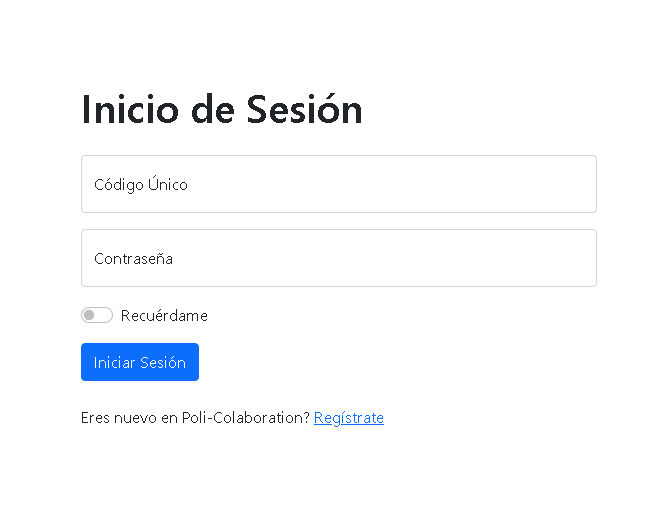 Inicio de Sesión
Código Único
Contraseña
Recuérdame
Iniciar Sesión
Eres nuevo en Poli-Colaboration? Regístrate